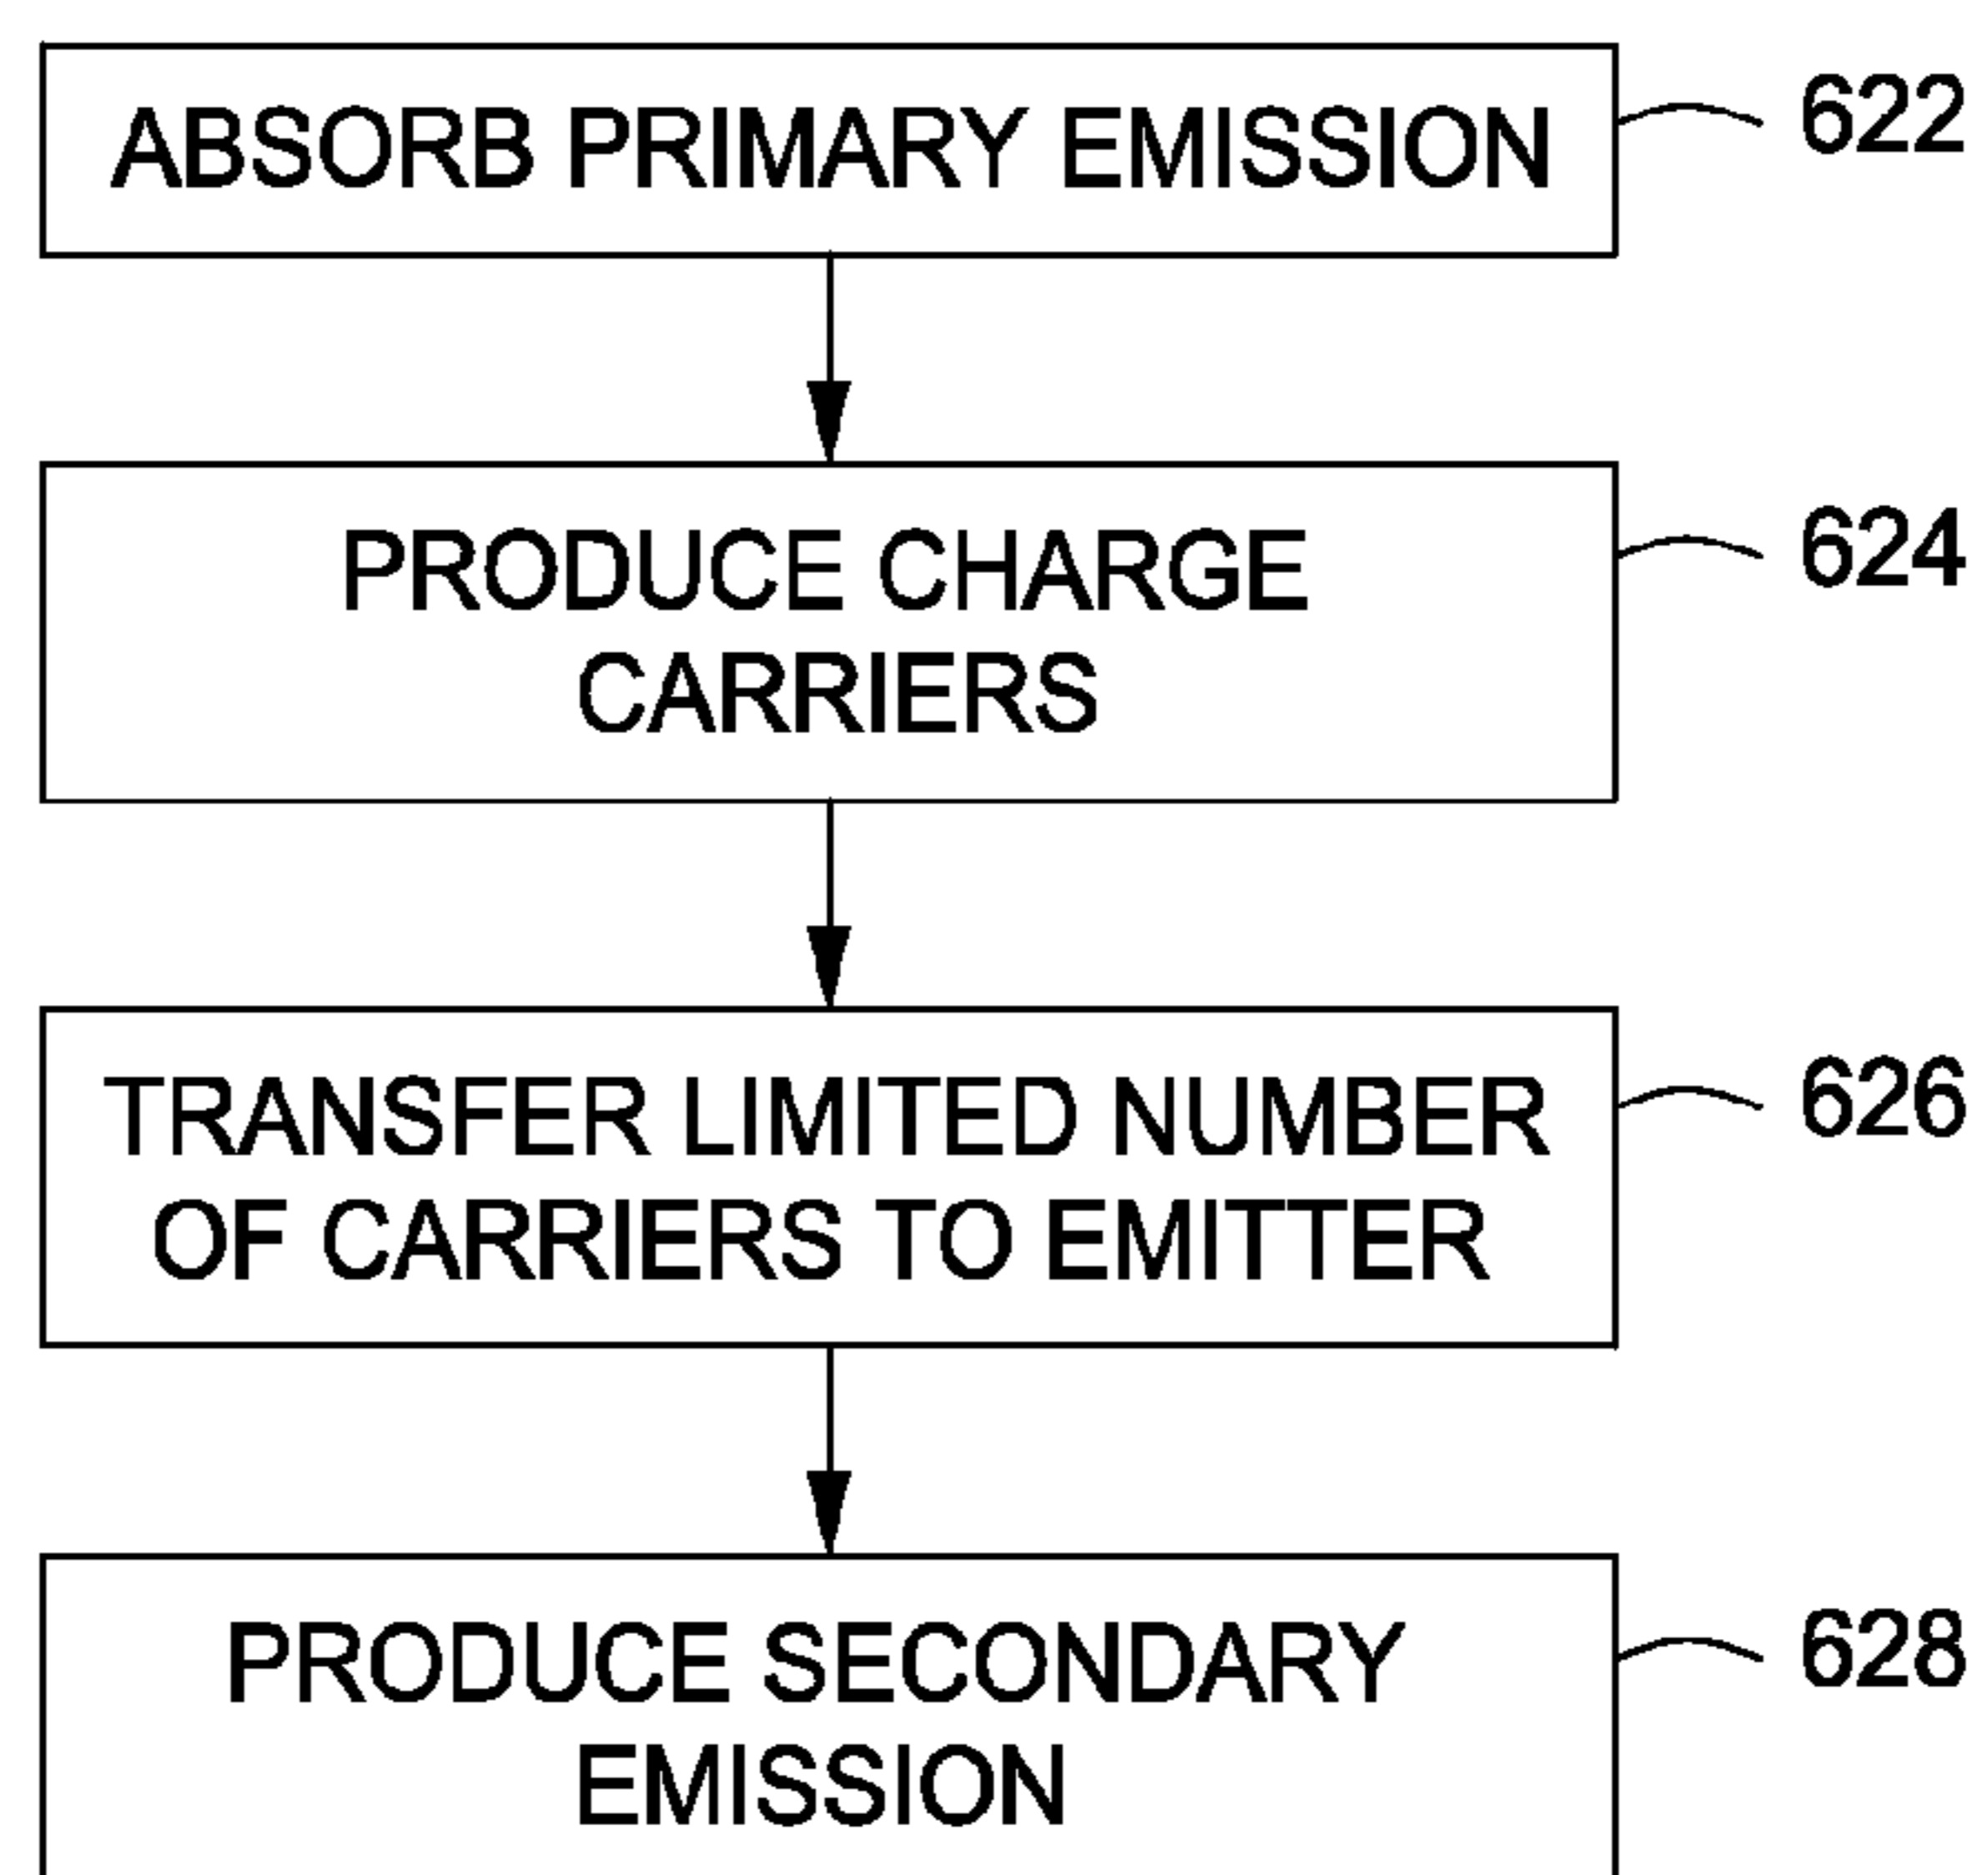 ABSORB PRIMARY EMISSION
622
PRODUCE CHARGE
CARRIERS
624
TRANSFER LIMITED NUMBER
OF CARRIERS TO EMITTER
626
PRODUCE SECONDARY
EMISSION
628